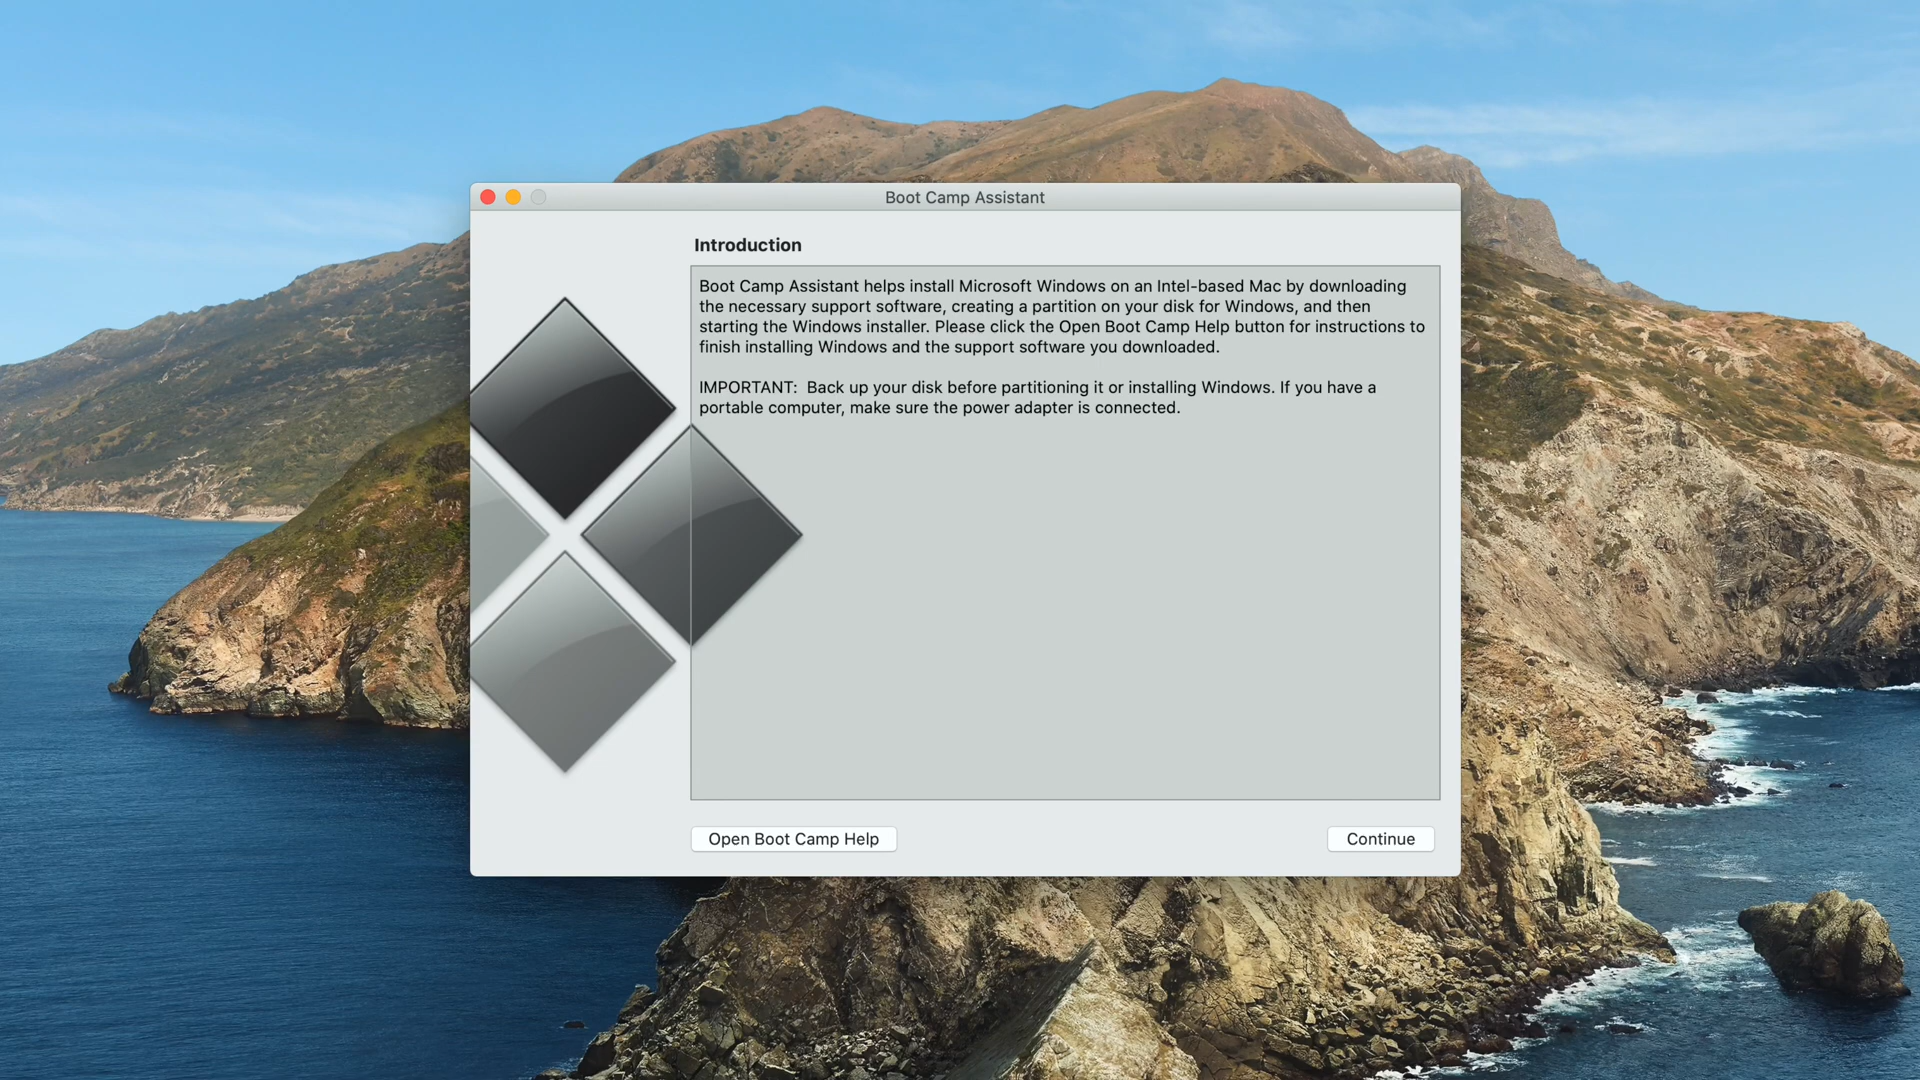 Boot Camp Assistant
Introduction
Boot Camp Assistant helps install Microsoft Windows on an Intel-based Mac by downloading
the necessary support software, creating a partition on your disk for Windows, and then
starting the Windows installer. Please click the Open Boot Camp Help button for instructions to
finish installing Windows and the support software you downloaded.
IMPORTANT:  Back up your disk before partitioning it or installing Windows. If you have a
portable computer, make sure the power adapter is connected.
Open Boot Camp Help
Continue